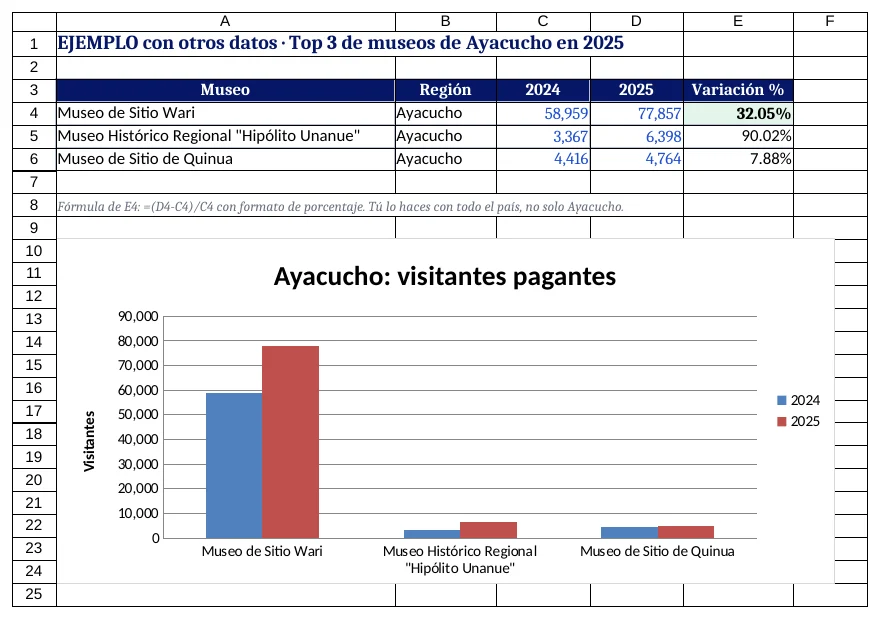 A B C D E F
1 EJEMPLO con otros datos · Top 3 de museos de Ayacucho en 2025
2
3 Museo Región 2024 2025 Variación %
4 Museo de Sitio Wari Ayacucho 58,959 77,857 32.05%
5 Museo Histórico Regional "Hipólito Unanue" Ayacucho 3,367 6,398 90.02%
6 Museo de Sitio de Quinua Ayacucho 4,416 4,764 7.88%
7
8 Fórmula de E4: =(D4-C4)/C4 con formato de porcentaje. Tú lo haces con todo el país, no solo Ayacucho.
9
10
11
12
13
14
15
16
17
18
19
20
21
22
23
24
25
Ayacucho: visitantes pagantes
Visitantes
90,000
80,000
70,000
60,000
50,000
40,000
30,000
20,000
10,000
0
Museo de Sitio Wari
Museo Histórico Regional
"Hipólito Unanue"
Museo de Sitio de Quinua
2024
2025